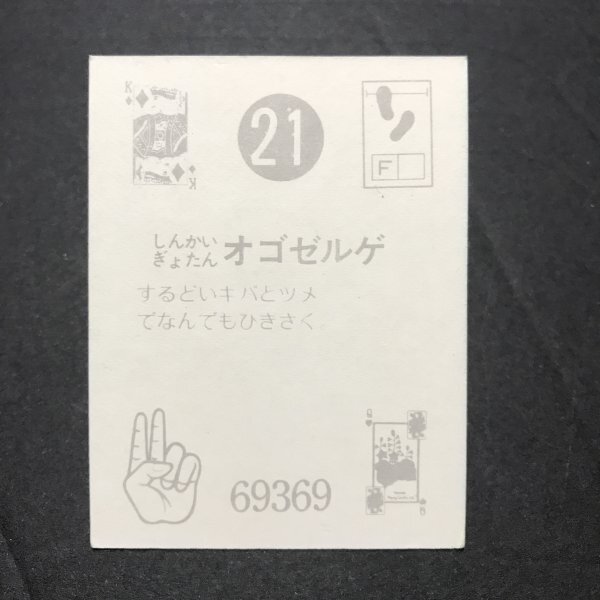 K
21
F
しんかい
ぎょたん
オゴゼルゲ
するどいキバとツメ
でなんでもひきさく
69369
Q
K
Q